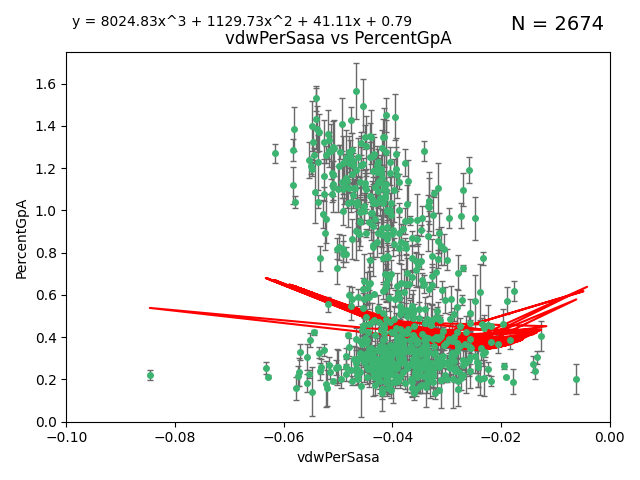 y = 8024.83x^3 + 1129.73x^2 + 41.11x + 0.79
N = 2674
vdwPerSasa vs PercentGpA
PercentGpA
1.6
1.4
1.2
1.0
0.8
0.6
0.4
0.2
0.0
−0.10 −0.08 −0.06 −0.04 −0.02 0.00
vdwPerSasa